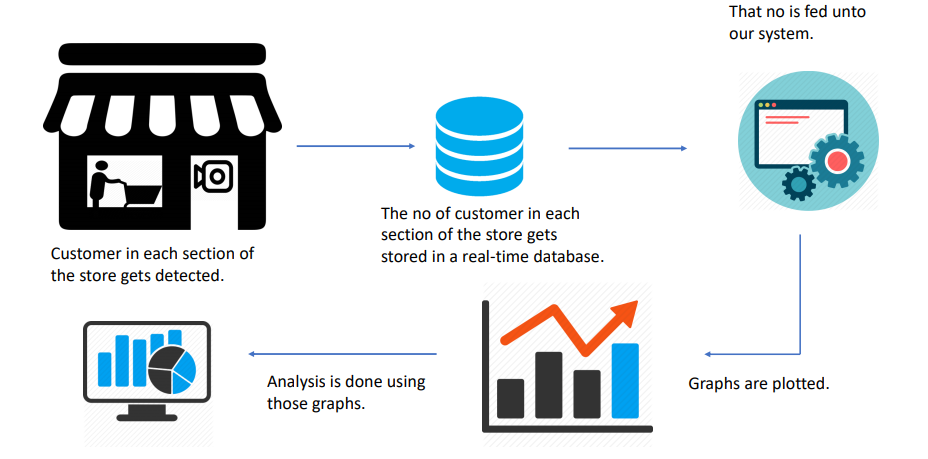 That no is fed unto
our system.
The no of customer in each
section of the store gets
stored in a real-time database.
Customer in each section of
the store gets detected.
Analysis is done using
those graphs.
Graphs are plotted.